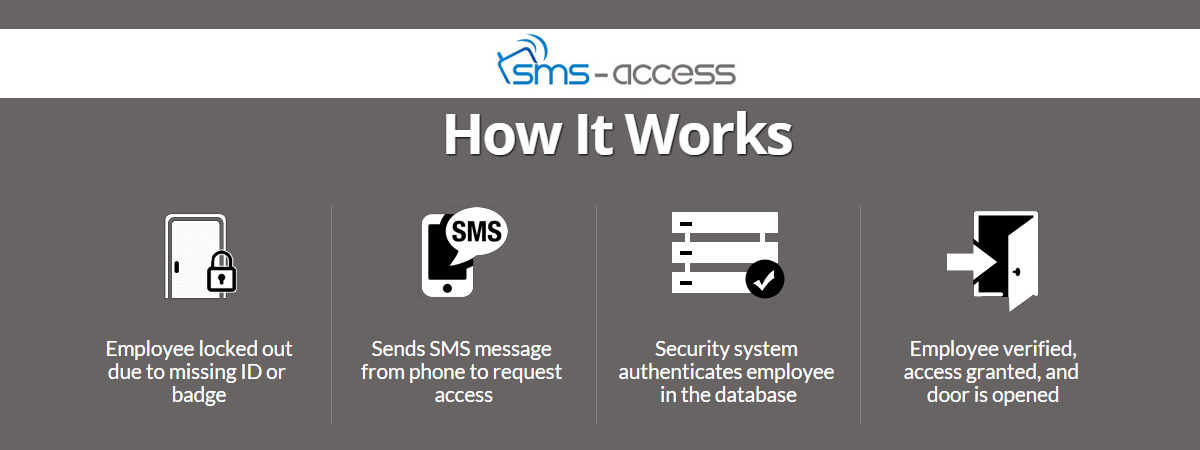 sms-access
How It Works
SMS
Employee locked out
due to missing ID or
badge
Sends SMS message
from phone to request
access
Security system
authenticates employee
in the database
Employee verified,
access granted, and
door is opened